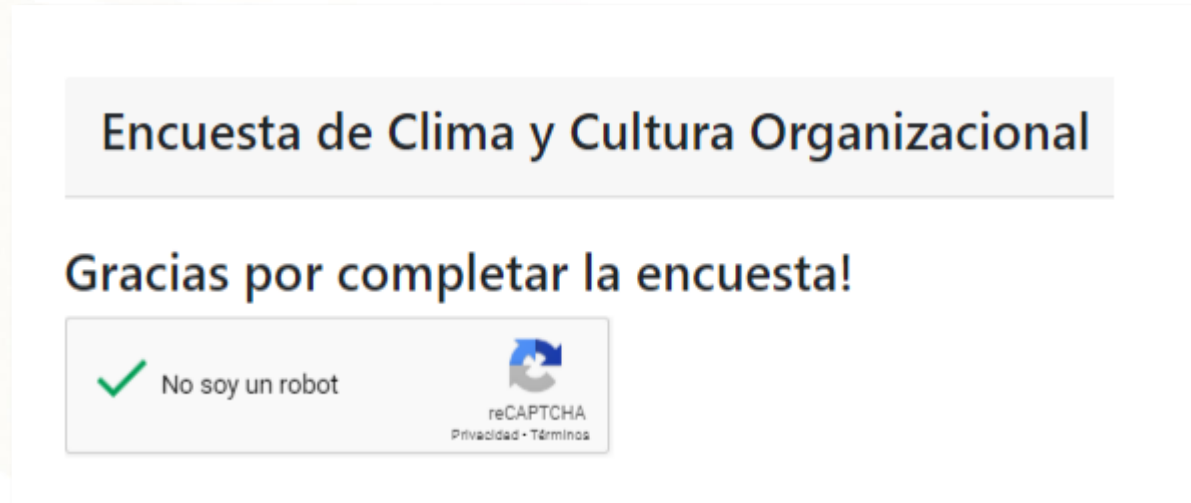 Encuesta de Clima y Cultura Organizacional
Gracias por completar la encuesta!
No soy un robot
reCAPTCHA
Privacidad - Términos